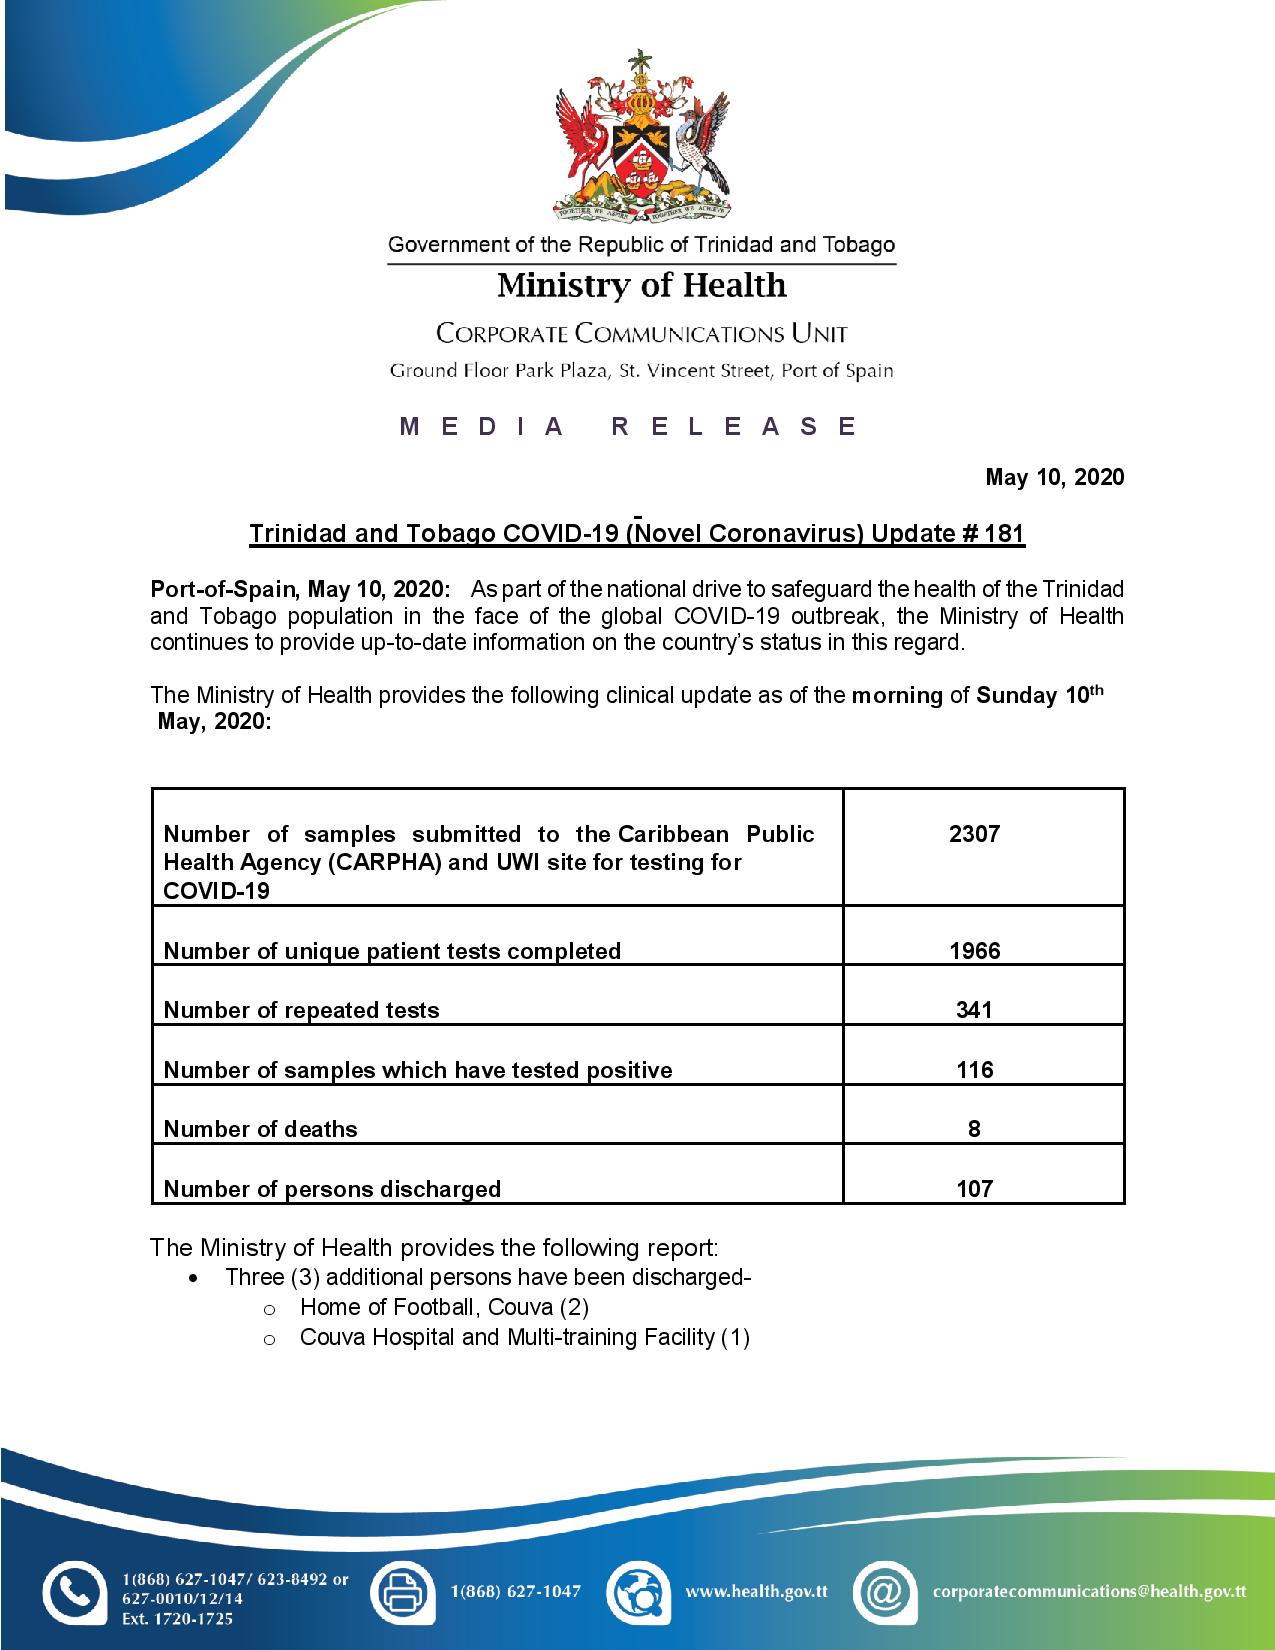 TOGETHER WE ASPIRE TOGETHER WE ACHIEVE
Government of the Republic of Trinidad and Tobago
Ministry of Health
CORPORATE COMMUNICATIONS UNIT
Ground Floor Park Plaza, St. Vincent Street, Port of Spain
MEDIA RELEASE
May 10, 2020
Trinidad and Tobago COVID-19 (Novel Coronavirus) Update # 181
Port-of-Spain, May 10, 2020: As part of the national drive to safeguard the health of the Trinidad
and Tobago population in the face of the global COVID-19 outbreak, the Ministry of Health
continues to provide up-to-date information on the country’s status in this regard.
The Ministry of Health provides the following clinical update as of the morning of Sunday 10th
May, 2020:
Number of samples submitted to the Caribbean Public 2307
Health Agency (CARPHA) and UWI site for testing for
COVID-19
Number of unique patient tests completed 1966
Number of repeated tests 341
Number of samples which have tested positive 116
Number of deaths 8
Number of persons discharged 107
The Ministry of Health provides the following report:
• Three (3) additional persons have been discharged-
o Home of Football, Couva (2)
o Couva Hospital and Multi-training Facility (1)
1(868) 627-1047/ 623-8492 or
627-0010/12/14
Ext. 1720-1725
1(868) 627-1047
www.health.gov.tt
@
corporatecommunications@health.gov.tt